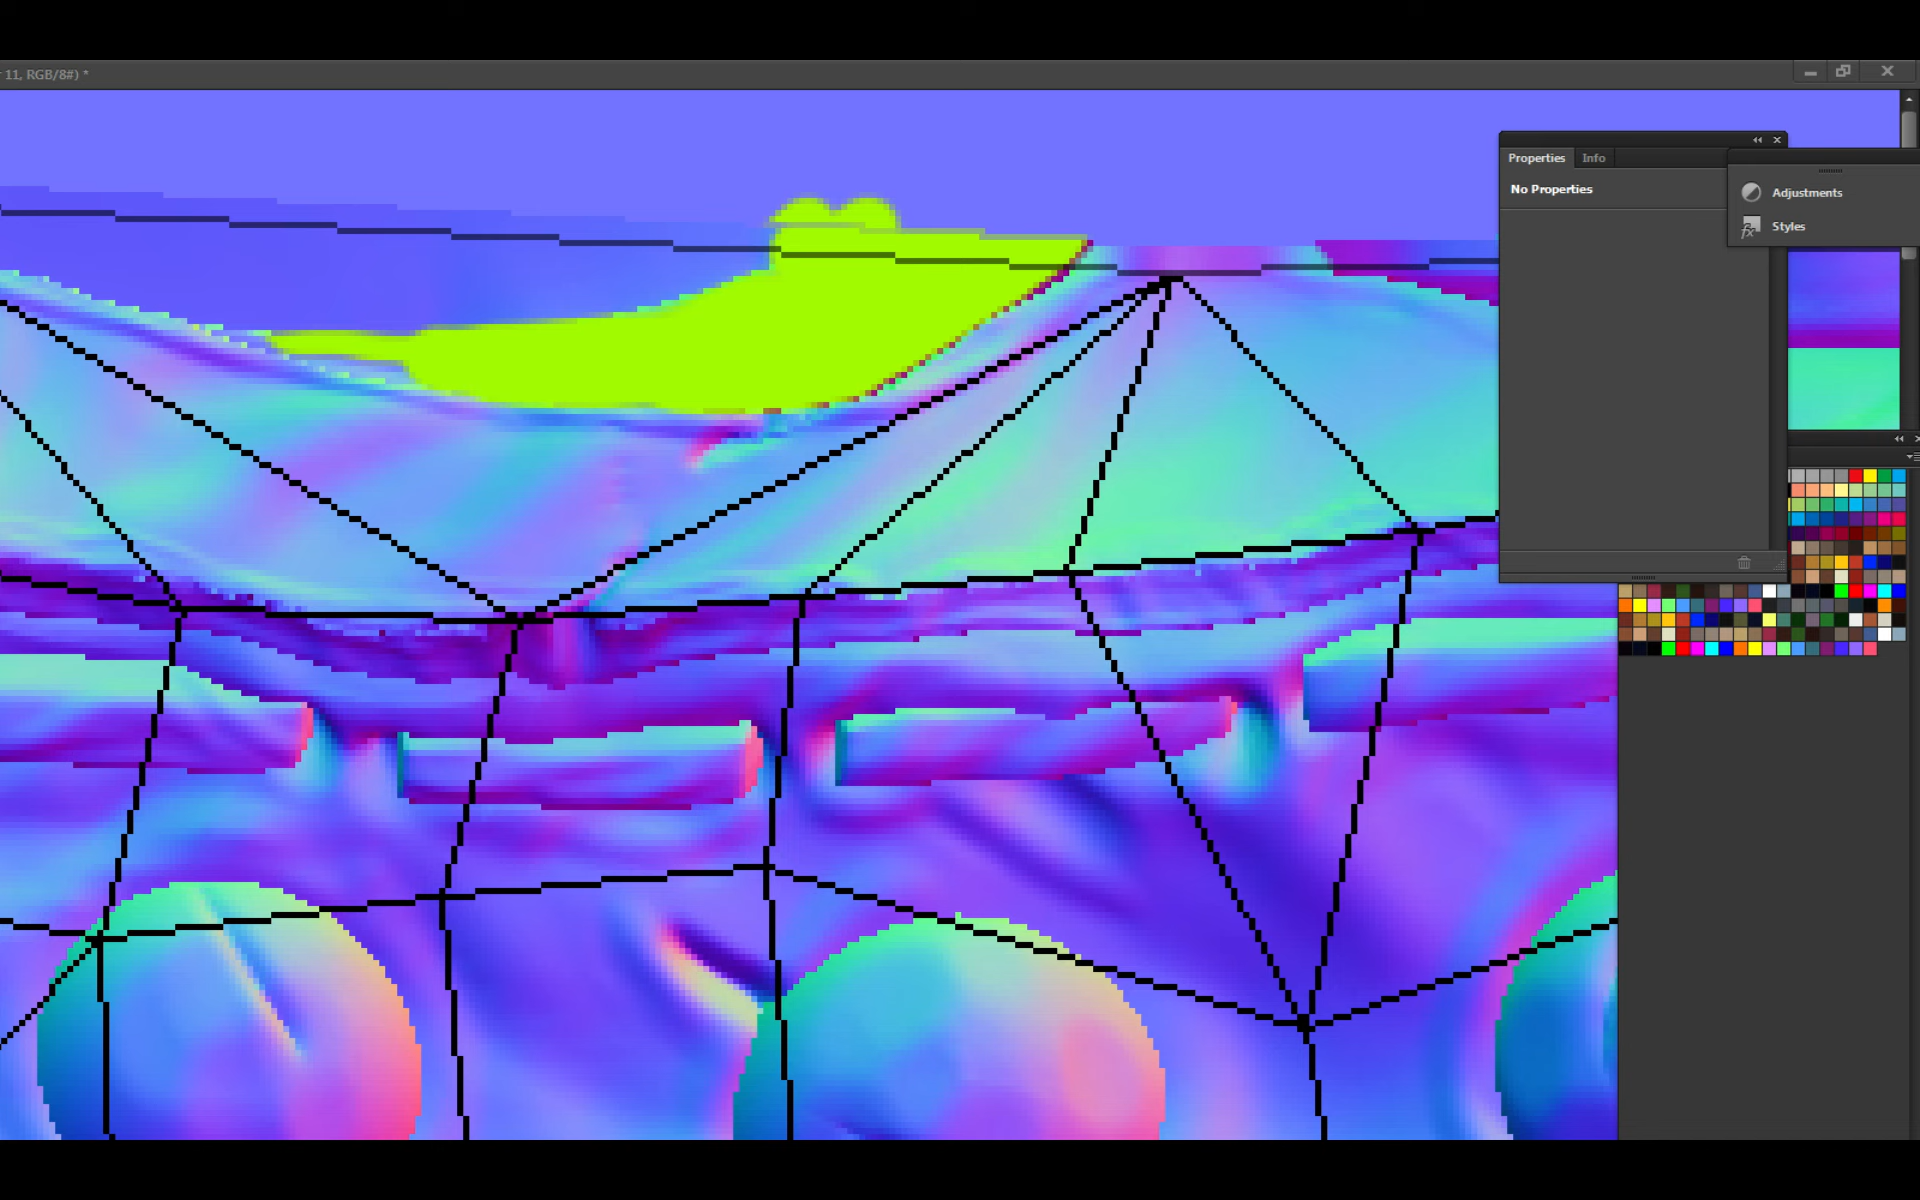 11, RGB/8#) *
Properties
Info
No Properties
Adjustments
Styles